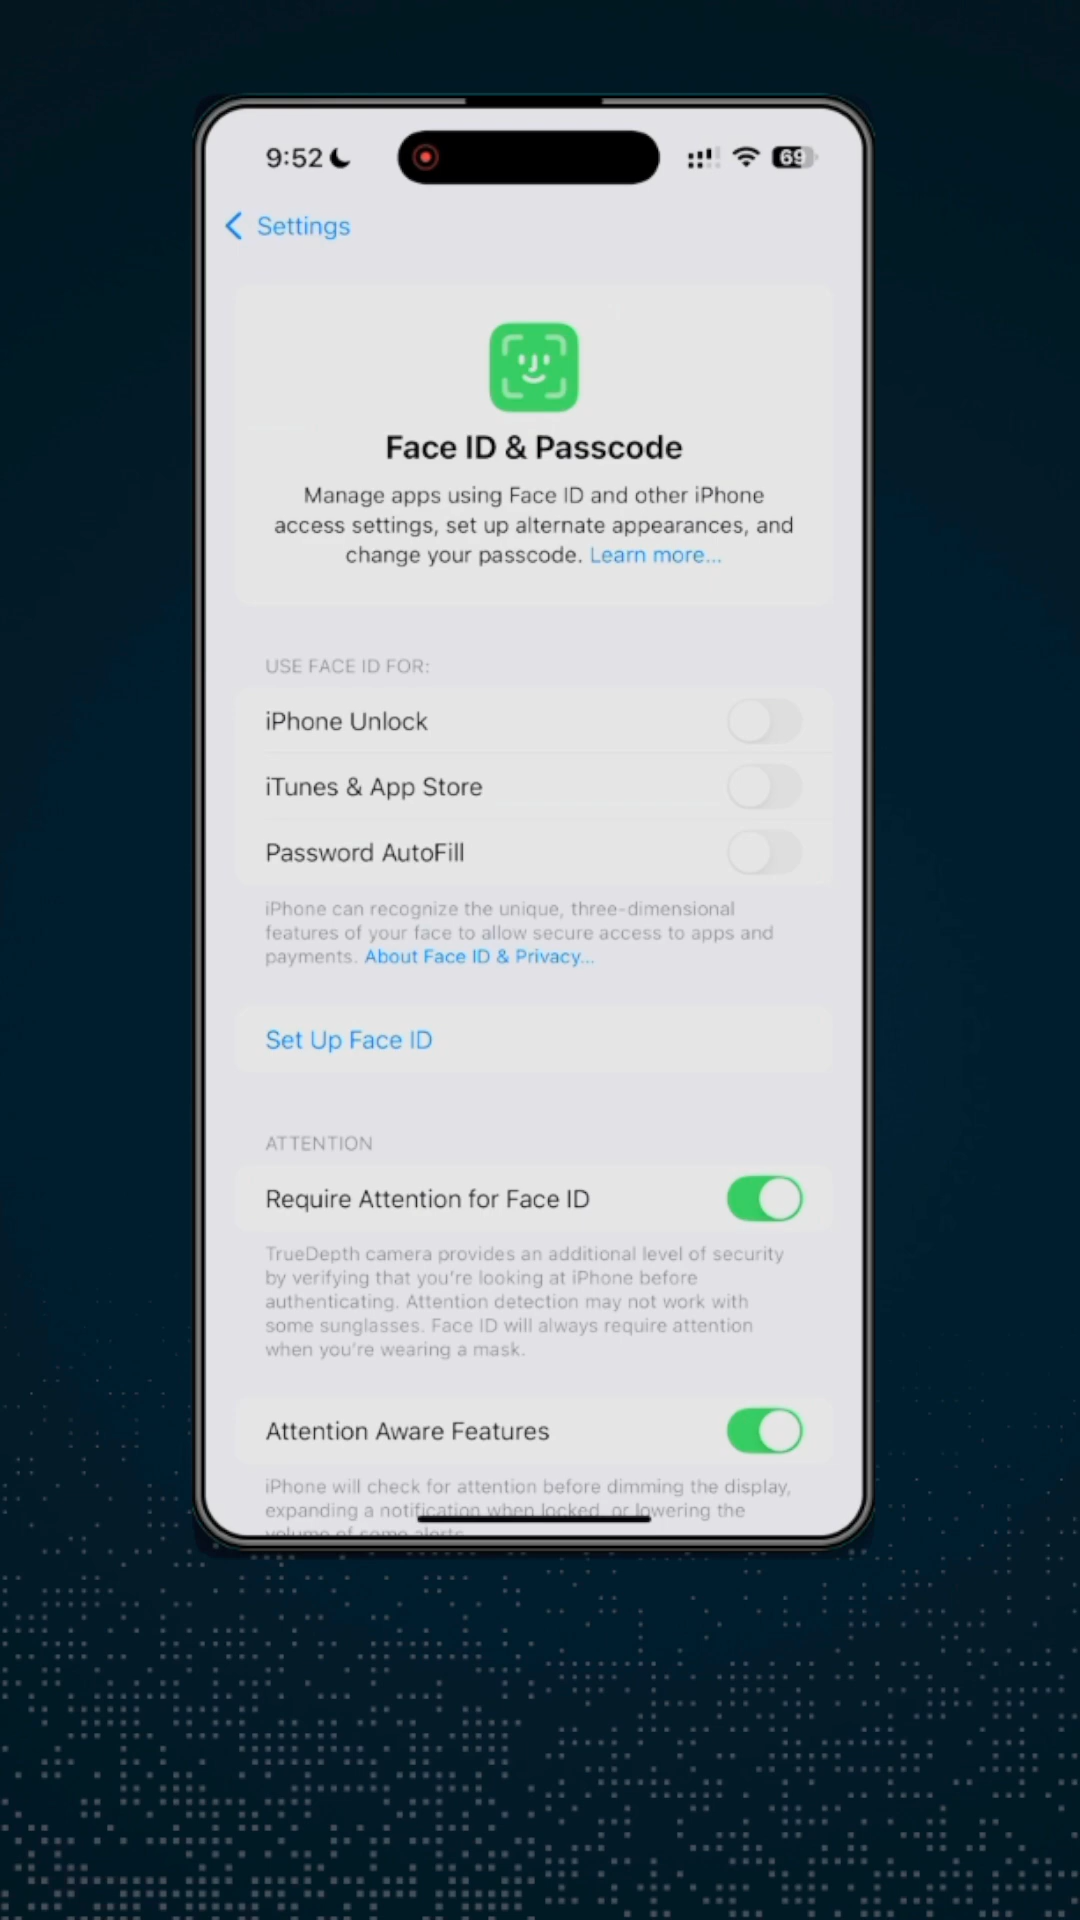 9:52
69
Settings
Face ID & Passcode
Manage apps using Face ID and other iPhone
access settings, set up alternate appearances, and
change your passcode. Learn more...
USE FACE ID FOR:
iPhone Unlock
iTunes & App Store
Password AutoFill
iPhone can recognize the unique, three-dimensional
features of your face to allow secure access to apps and
payments. About Face ID & Privacy...
Set Up Face ID
ATTENTION
Require Attention for Face ID
TrueDepth camera provides an additional level of security
by verifying that you're looking at iPhone before
authenticating. Attention detection may not work with
some sunglasses. Face ID will always require attention
when you're wearing a mask.
Attention Aware Features
iPhone will check for attention before dimming the display,
expanding a notification when locked, or lowering the
volume of some alerts.